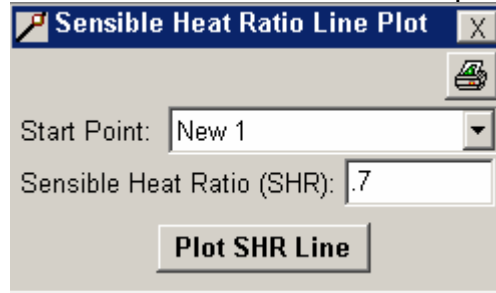 Sensible Heat Ratio Line Plot
Start Point: New 1
Sensible Heat Ratio (SHR): .7
Plot SHR Line